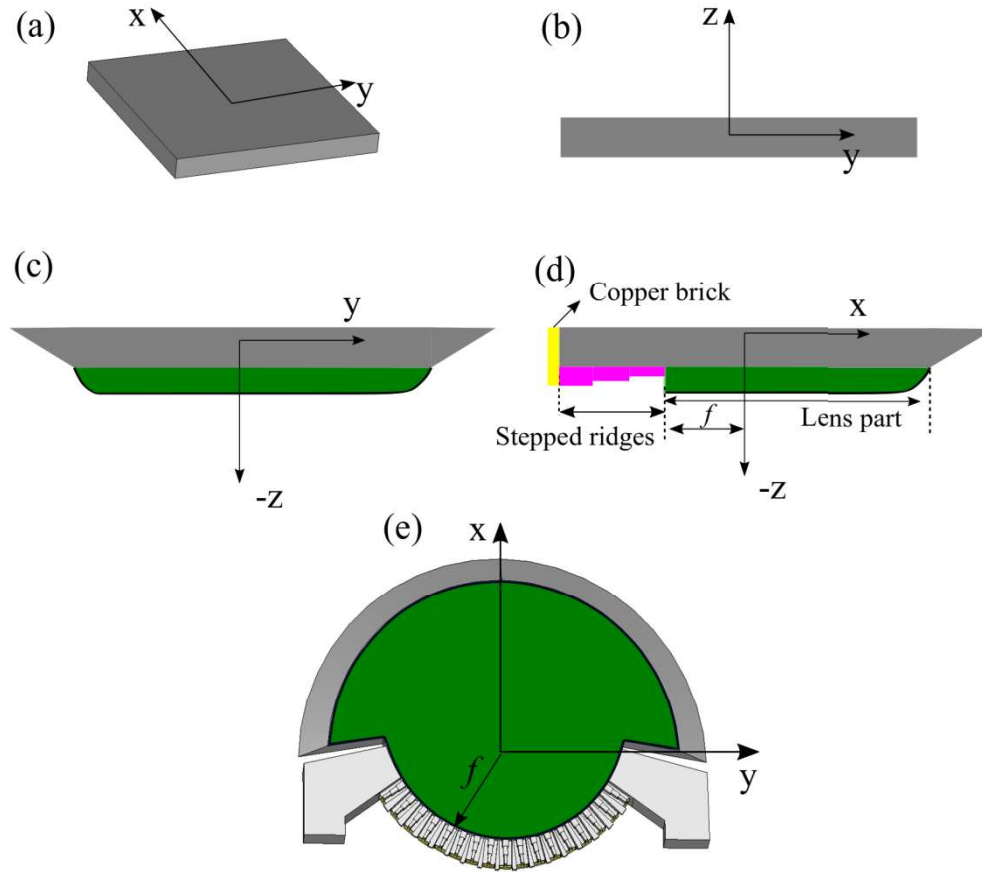 (a)
x
y
(b)
z
y
(c)
y
-z
(d)
Copper brick
x
Stepped ridges
f
Lens part
-z
(e)
x
f
y